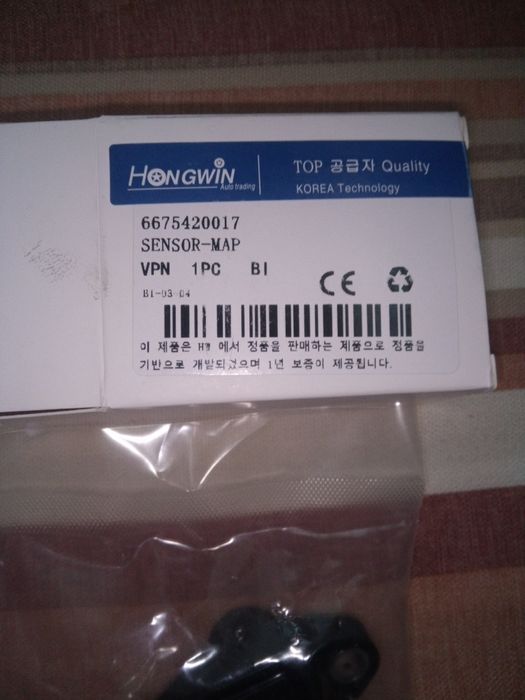 HONGWIN
Auto trading
TOP 공급자 Quality
KOREA Technology
6675420017
SENSOR-MAP
VPN 1PC BI
BI-03-04
CE
이 제품은 HW 에서 정품을 판매하는 제품으로 정품을
기반으로 개발되었으며 1년 보증이 제공됩니다.